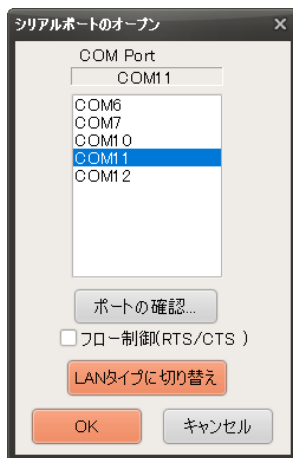 シリアルポートのオープン
COM Port
COM11
COM6
COM7
COM10
COM11
COM12
ポートの確認...
フロー制御(RTS/CTS )
LANタイプに切り替え
OK キャンセル